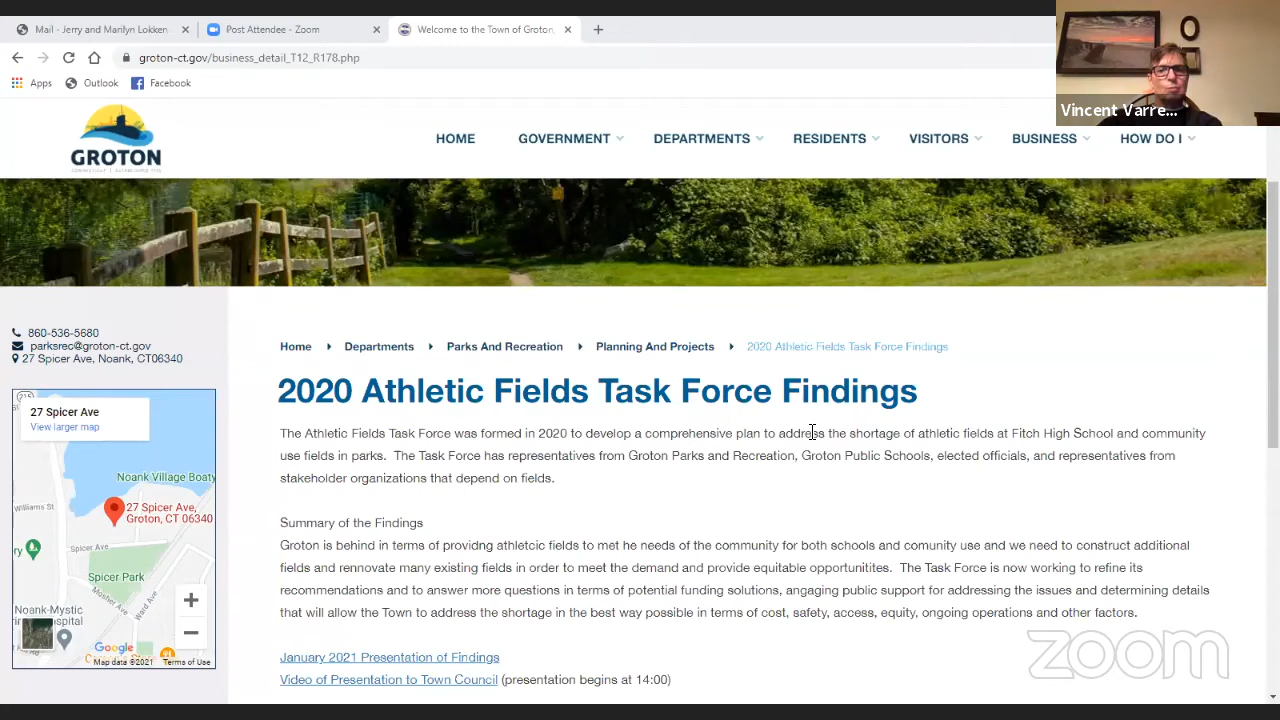 Mail - Jerry and Marilyn Lokken
Post Attendee - Zoom
Welcome to the Town of Groton,
groton-ct.gov/business_detail_T12_R178.php
Apps
Outlook
Facebook
Vincent Varre...
GROTON
HOME
GOVERNMENT
DEPARTMENTS
RESIDENTS
VISITORS
BUSINESS
HOW DO I
860-536-5680
parksrec@groton-ct.gov
27 Spicer Ave, Noank, CT06340
Home
Departments
Parks And Recreation
Planning And Projects
2020 Athletic Fields Task Force Findings
2020 Athletic Fields Task Force Findings
The Athletic Fields Task Force was formed in 2020 to develop a comprehensive plan to address the shortage of athletic fields at Fitch High School and community
use fields in parks. The Task Force has representatives from Groton Parks and Recreation, Groton Public Schools, elected officials, and representatives from
stakeholder organizations that depend on fields.
Summary of the Findings
Groton is behind in terms of providng athletcic fields to met he needs of the community for both schools and comunity use and we need to construct additional
fields and rennovate many existing fields in order to meet the demand and provide equitable opportunitites. The Task Force is now working to refine its
recommendations and to answer more questions in terms of potential funding solutions, angaging public support for addressing the issues and determining details
that will allow the Town to address the shortage in the best way possible in terms of cost, safety, access, equity, ongoing operations and other factors.
January 2021 Presentation of Findings
Video of Presentation to Town Council (presentation begins at 14:00)
215
27 Spicer Ave
View larger map
Noank Village Boaty
Williams St
27 Spicer Ave,
Groton, CT 06340
ry
Spicer Ave
Spicer Park
Mosher Ave
Ward Ave
Noank-Mystic
Hospital
Google
Map data ©2021
Terms of Use
zoom